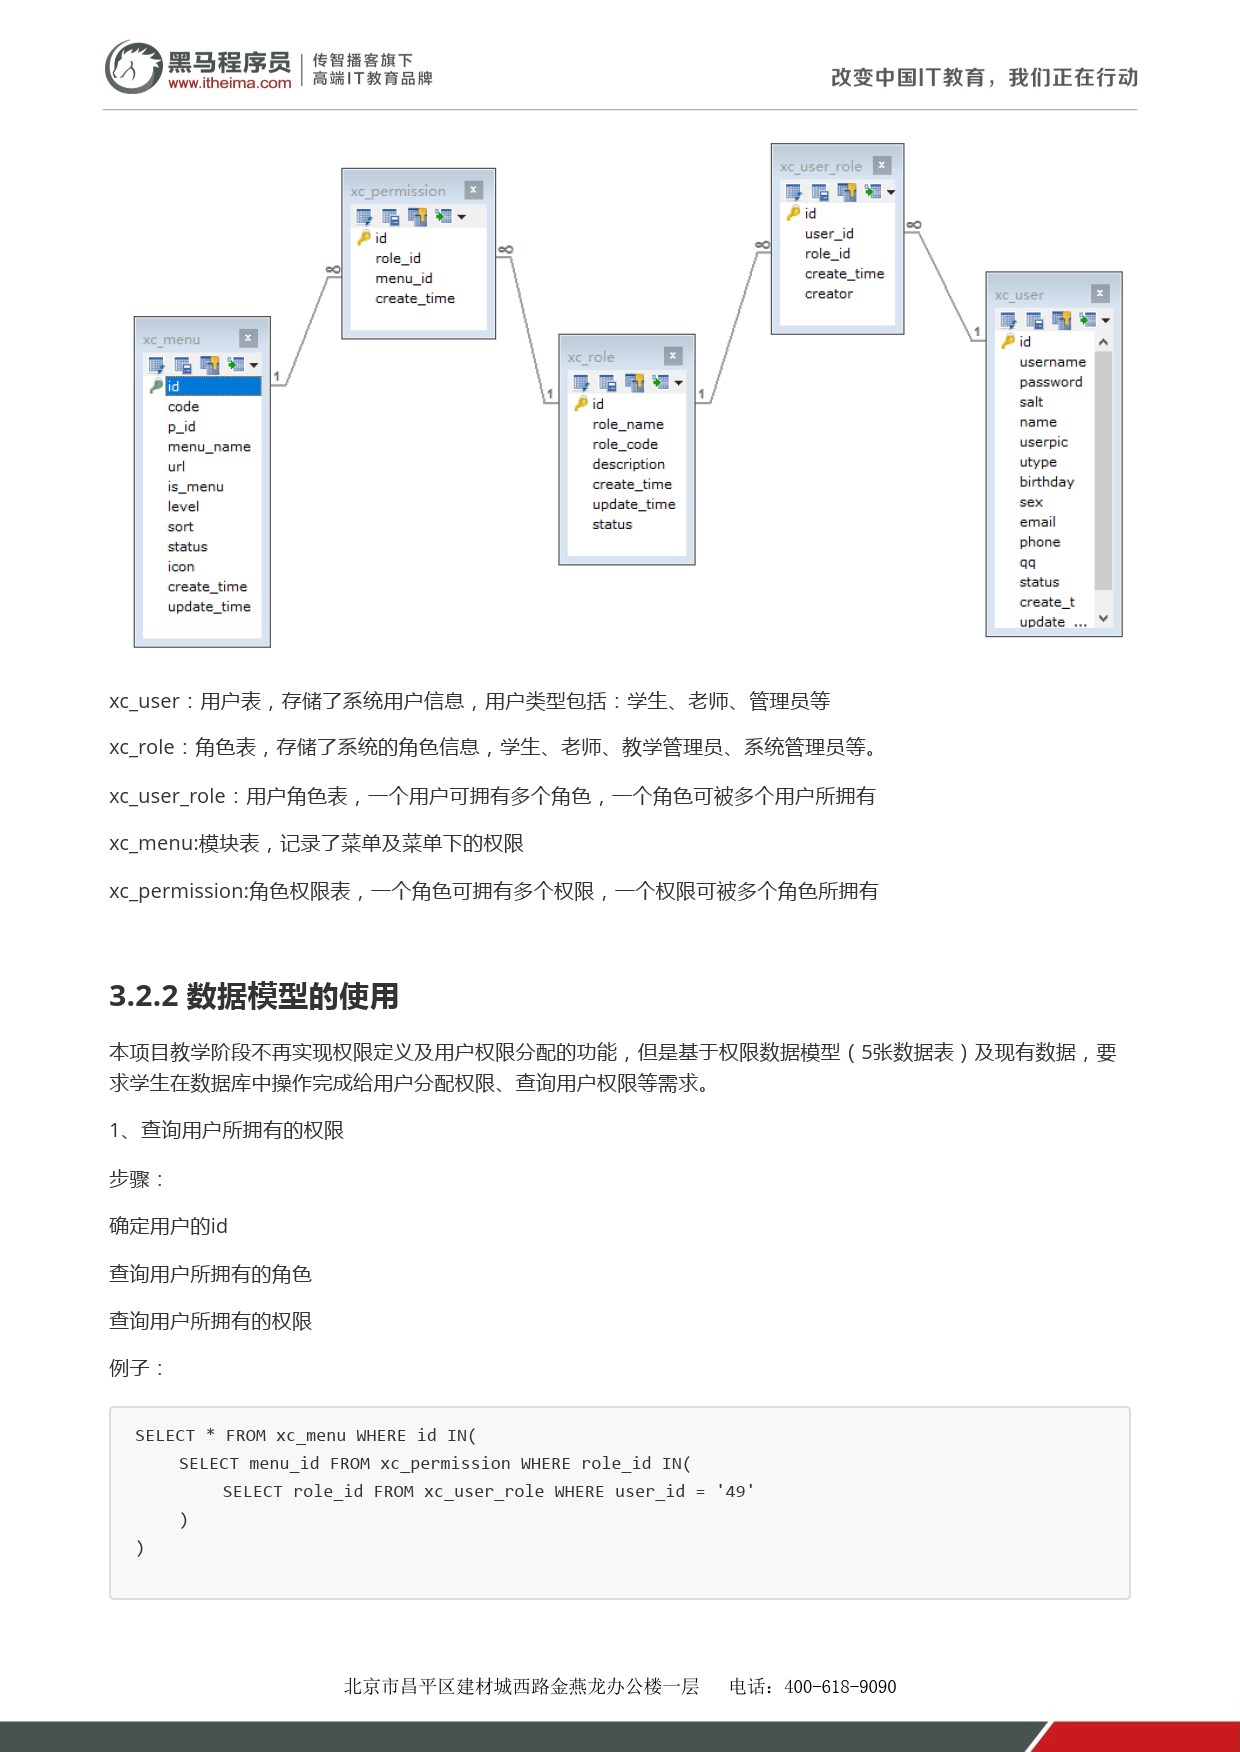 黑马程序员
www.itheima.com
传智播客旗下
高端IT教育品牌
改变中国IT教育，我们正在行动
xc_menu
id
code
p_id
menu_name
url
is_menu
level
sort
status
icon
create_time
update_time
1
∞
xc_permission
id
role_id
menu_id
create_time
∞
1
xc_role
id
role_name
role_code
description
create_time
update_time
status
1
∞
xc_user_role
id
user_id
role_id
create_time
creator
∞
1
xc_user
id
username
password
salt
name
userpic
utype
birthday
sex
email
phone
qq
status
create_t
update ...
xc_user：用户表，存储了系统用户信息，用户类型包括：学生、老师、管理员等
xc_role：角色表，存储了系统的角色信息，学生、老师、教学管理员、系统管理员等。
xc_user_role：用户角色表，一个用户可拥有多个角色，一个角色可被多个用户所拥有
xc_menu:模块表，记录了菜单及菜单下的权限
xc_permission:角色权限表，一个角色可拥有多个权限，一个权限可被多个角色所拥有
3.2.2 数据模型的使用
本项目教学阶段不再实现权限定义及用户权限分配的功能，但是基于权限数据模型（5张数据表）及现有数据，要
求学生在数据库中操作完成给用户分配权限、查询用户权限等需求。
1、查询用户所拥有的权限
步骤：
确定用户的id
查询用户所拥有的角色
查询用户所拥有的权限
例子：
SELECT * FROM xc_menu WHERE id IN(
SELECT menu_id FROM xc_permission WHERE role_id IN(
SELECT role_id FROM xc_user_role WHERE user_id = '49'
)
)
北京市昌平区建材城西路金燕龙办公楼一层 电话：400-618-9090